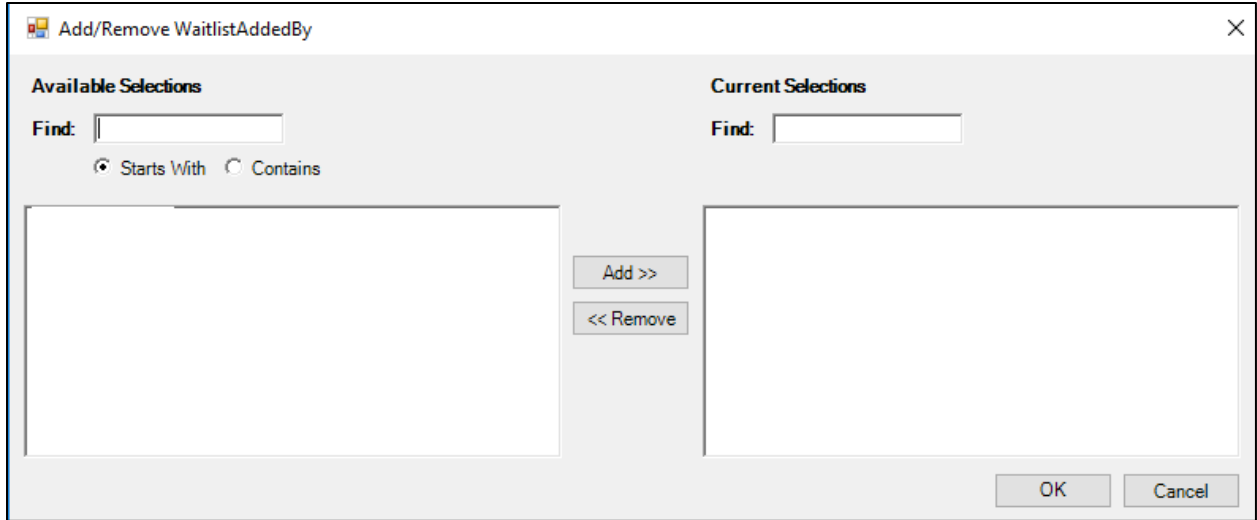 Add/Remove WaitlistAddedBy
Available Selections
Current Selections
Find:
Find:
Starts With
Contains
Add >>
<< Remove
OK
Cancel